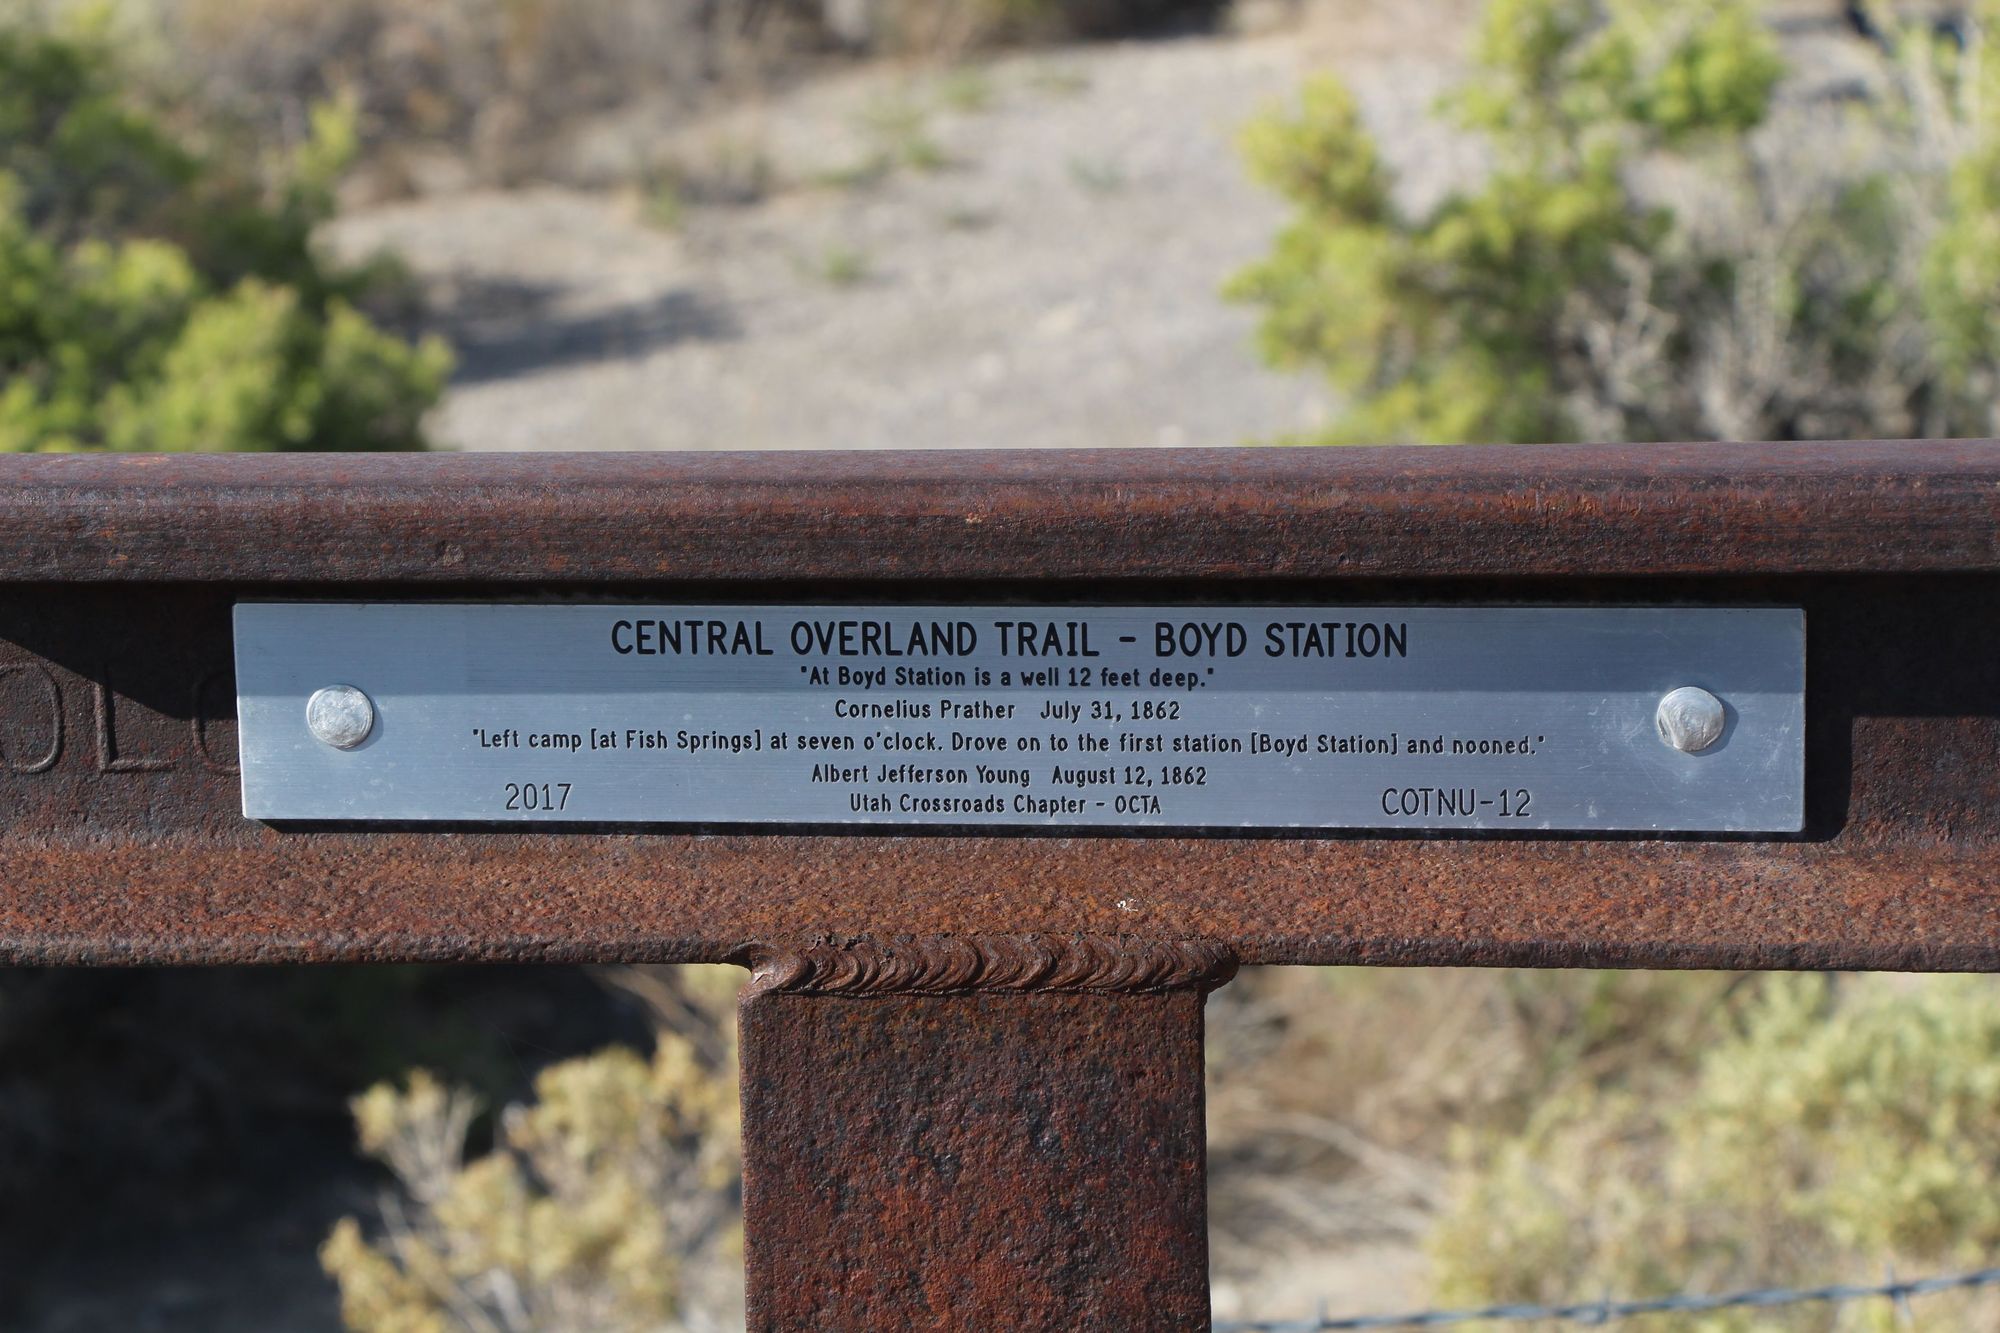 CENTRAL OVERLAND TRAIL - BOYD STATION
"At Boyd Station is a well 12 feet deep."
Cornelius Prather July 31, 1862
"Left camp [at Fish Springs] at seven o'clock. Drove on to the first station [Boyd Station] and nooned."
Albert Jefferson Young August 12, 1862
Utah Crossroads Chapter - OCTA
2017
COTNU-12